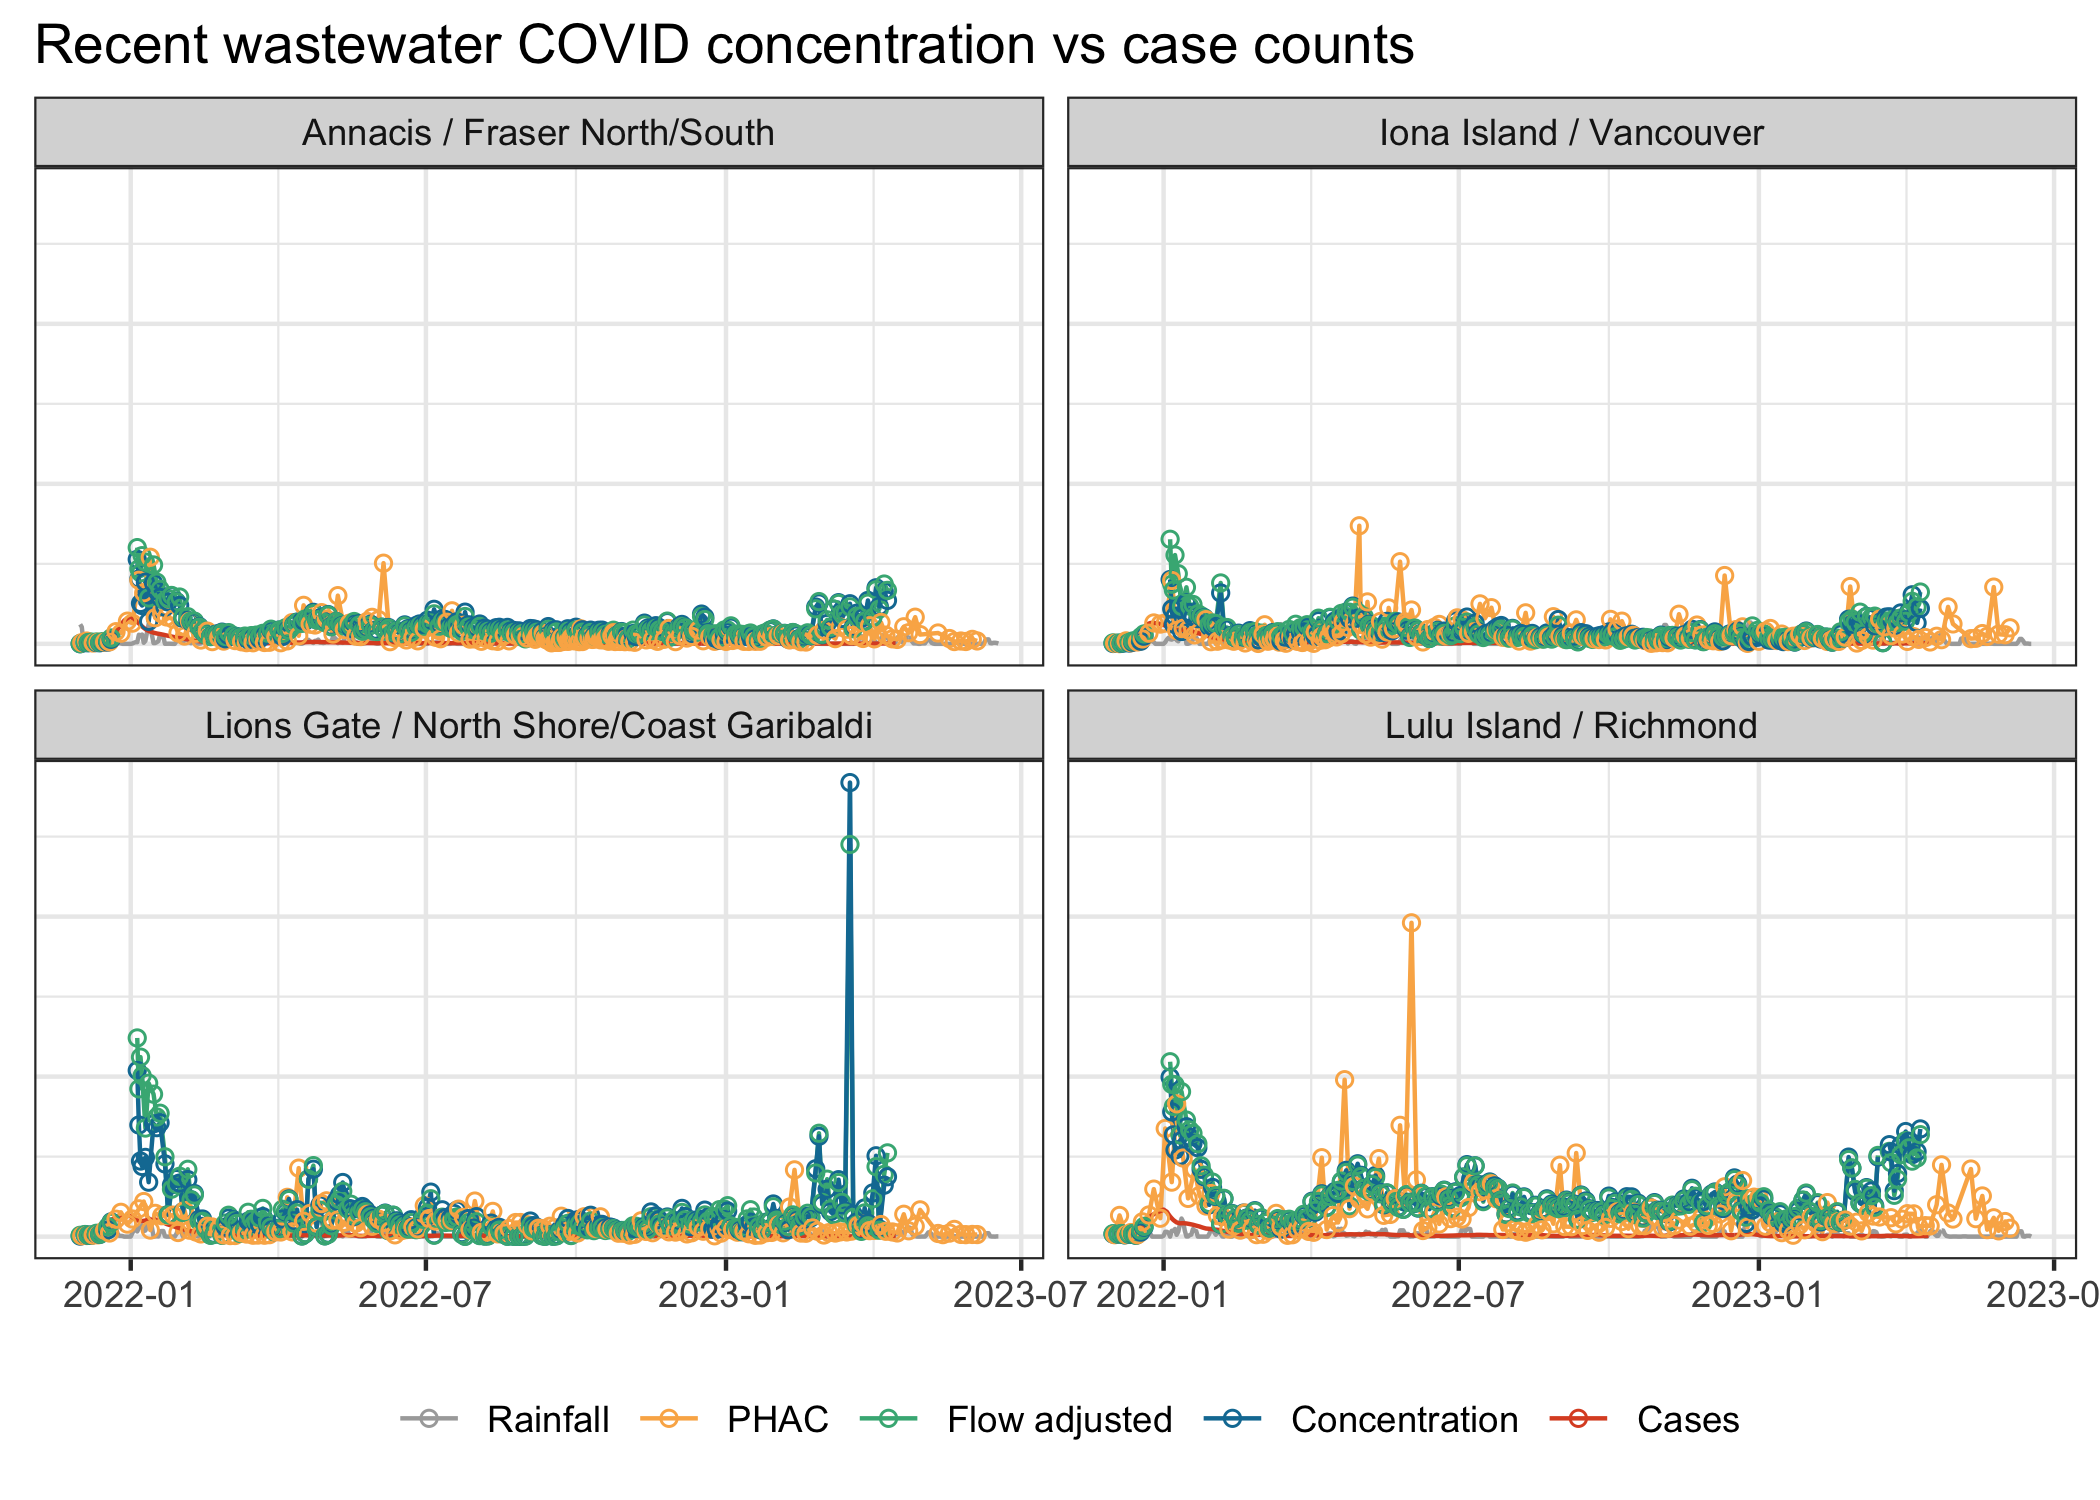 Recent wastewater COVID concentration vs case counts
Annacis / Fraser North/South
Iona Island / Vancouver
Lions Gate / North Shore/Coast Garibaldi
Lulu Island / Richmond
2022-01 2022-07 2023-01 2023-07 2022-01 2022-07 2023-01 2023-0
Rainfall PHAC Flow adjusted Concentration Cases